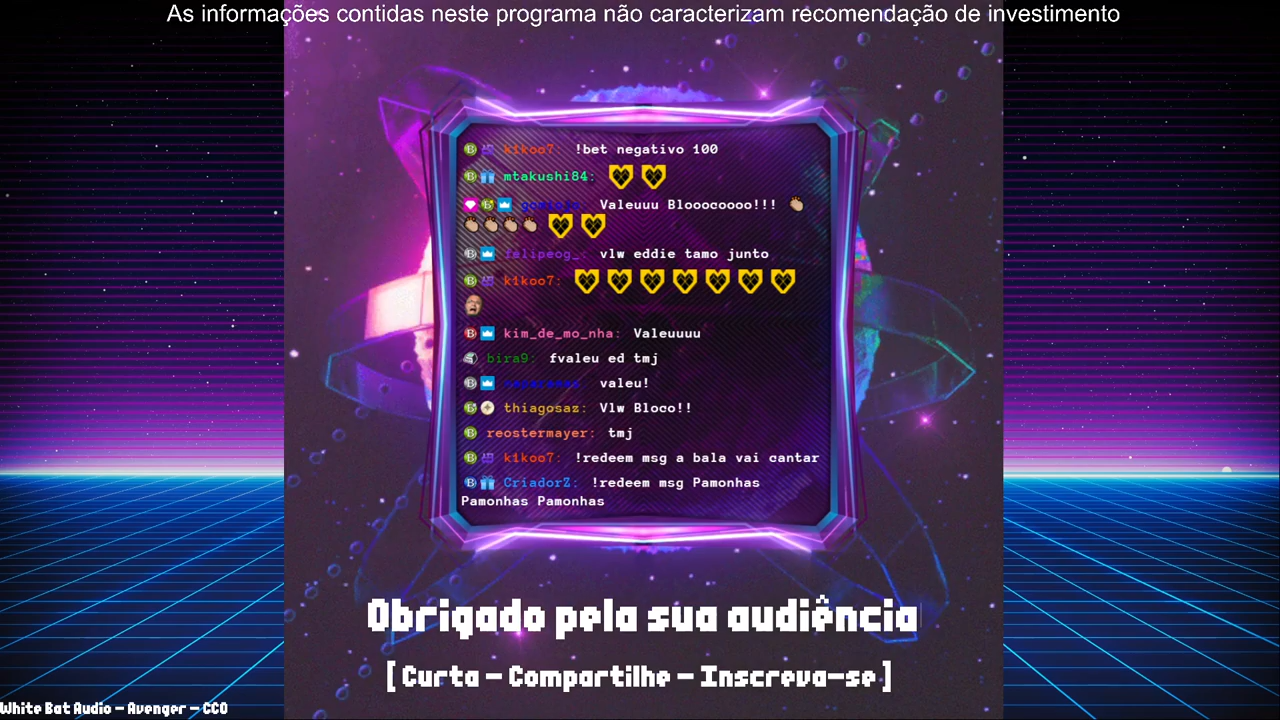 As informações contidas neste programa não caracterizam recomendação de investimento
k1koo7: !bet negativo 100
mtakushi84:
Valeuuu Blooocoooo!!!
felipeog_: vlw eddie tamo junto
k1koo7:
kim_de_mo_nha: Valeuuuu
bira9: fvaleu ed tmj
valeu!
thiagosaz: Vlw Bloco!!
reostermayer: tmj
k1koo7: !redeem msg a bala vai cantar
CriadorZ: !redeem msg Pamonhas
Pamonhas Pamonhas
Obrigado pela sua audiência
[ Curta - Compartilhe - Inscreva-se ]
White Bat Audio - Avenger - CC0